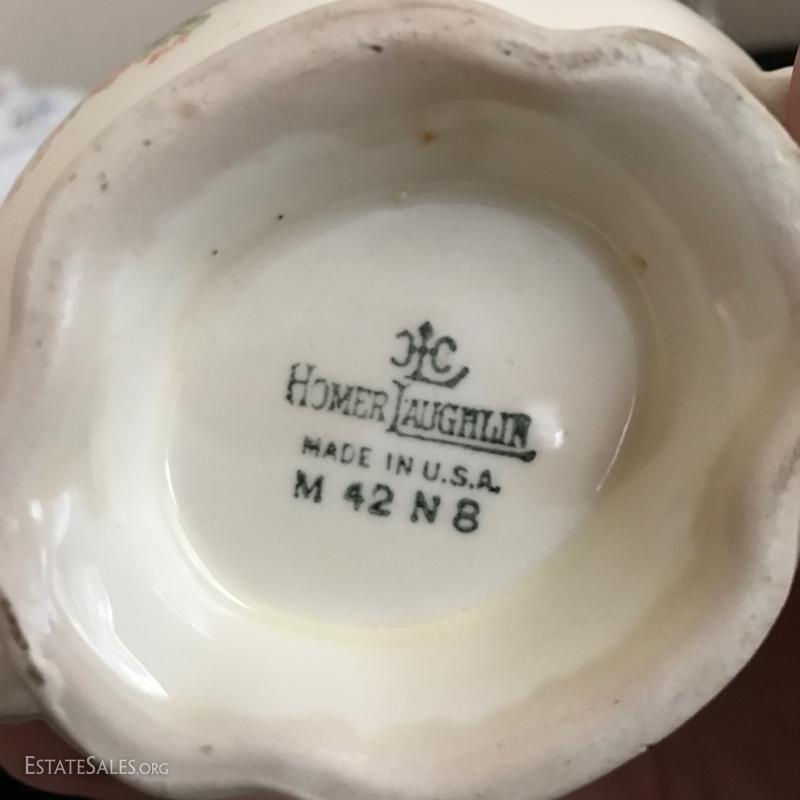 HLC
HOMER LAUGHLIN
MADE IN U.S.A.
M 42 N 8
ESTATESALES.ORG